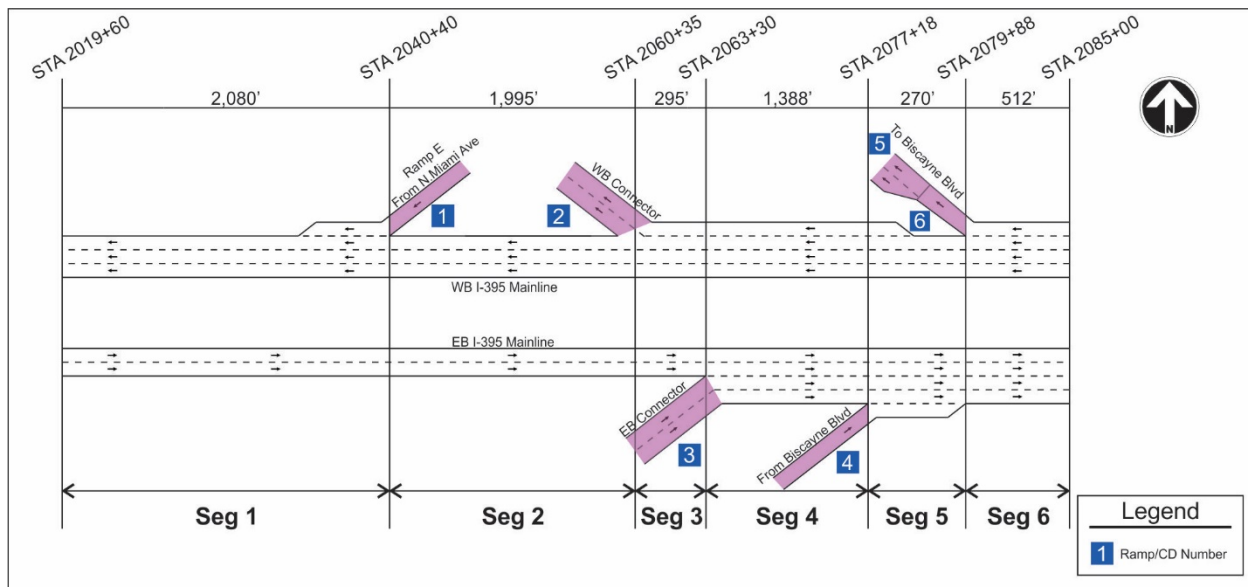 STA 2019+60
STA 2040+40
STA 2060+35
STA 2063+30
STA 2077+18
STA 2079+88
STA 2085+00
2,080'
1,995'
295'
1,388'
270'
512'
N
Ramp E
From N.Miami Ave
1
2
WB Connector
5
To Biscayne Blvd
6
WB I-395 Mainline
EB I-395 Mainline
EB Connector
3
From Biscayne Blvd
4
Seg 1
Seg 2
Seg 3
Seg 4
Seg 5
Seg 6
Legend
1 Ramp/CD Number